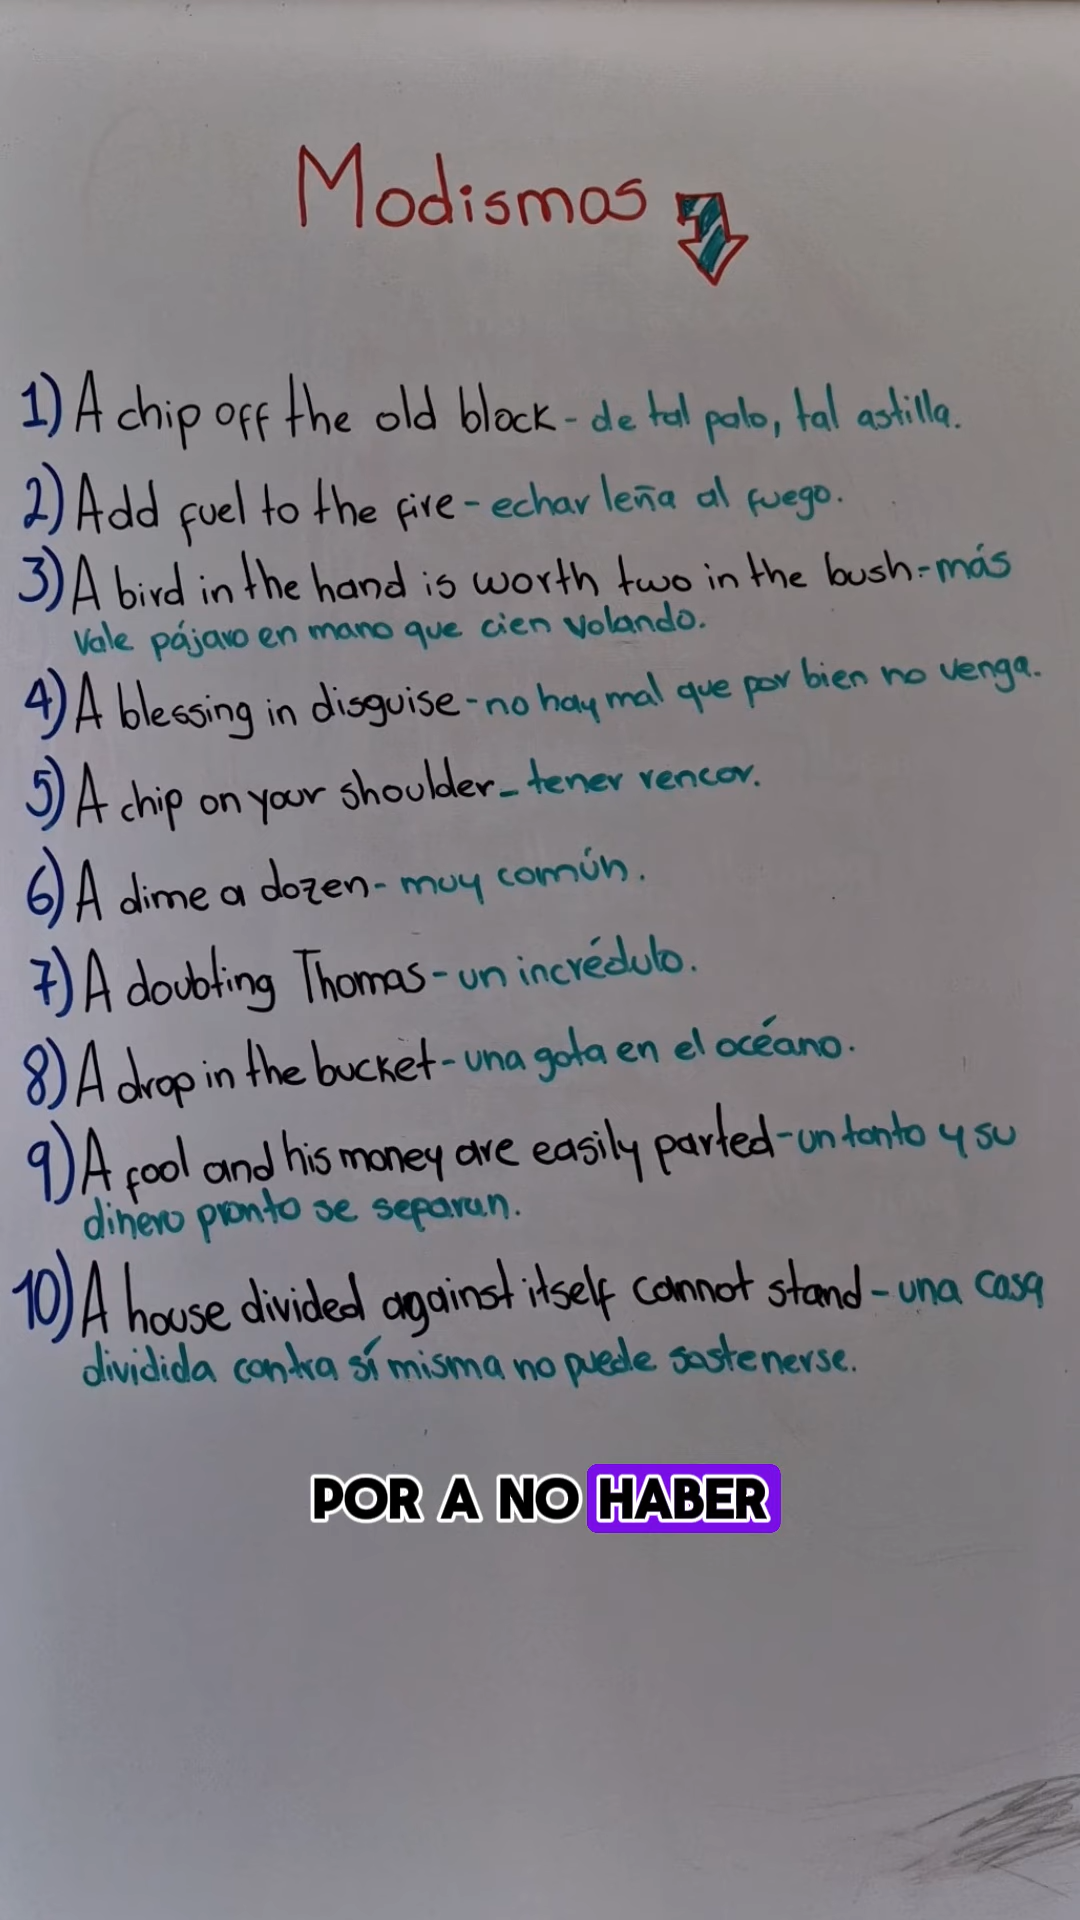 Modismos
1) A chip off the old block - de tal palo, tal astilla.
2) Add fuel to the fire - echar leña al fuego.
3) A bird in the hand is worth two in the bush - más
vale pájaro en mano que cien volando.
4) A blessing in disguise - no hay mal que por bien no venga.
5) A chip on your shoulder - tener rencor.
6) A dime a dozen - muy común.
7) A doubting Thomas - un incrédulo.
8) A drop in the bucket - una gota en el océano.
9) A fool and his money are easily parted - un tonto y su
dinero pronto se separan.
10) A house divided against itself cannot stand - una casa
dividida contra sí misma no puede sostenerse.
POR A NO HABER